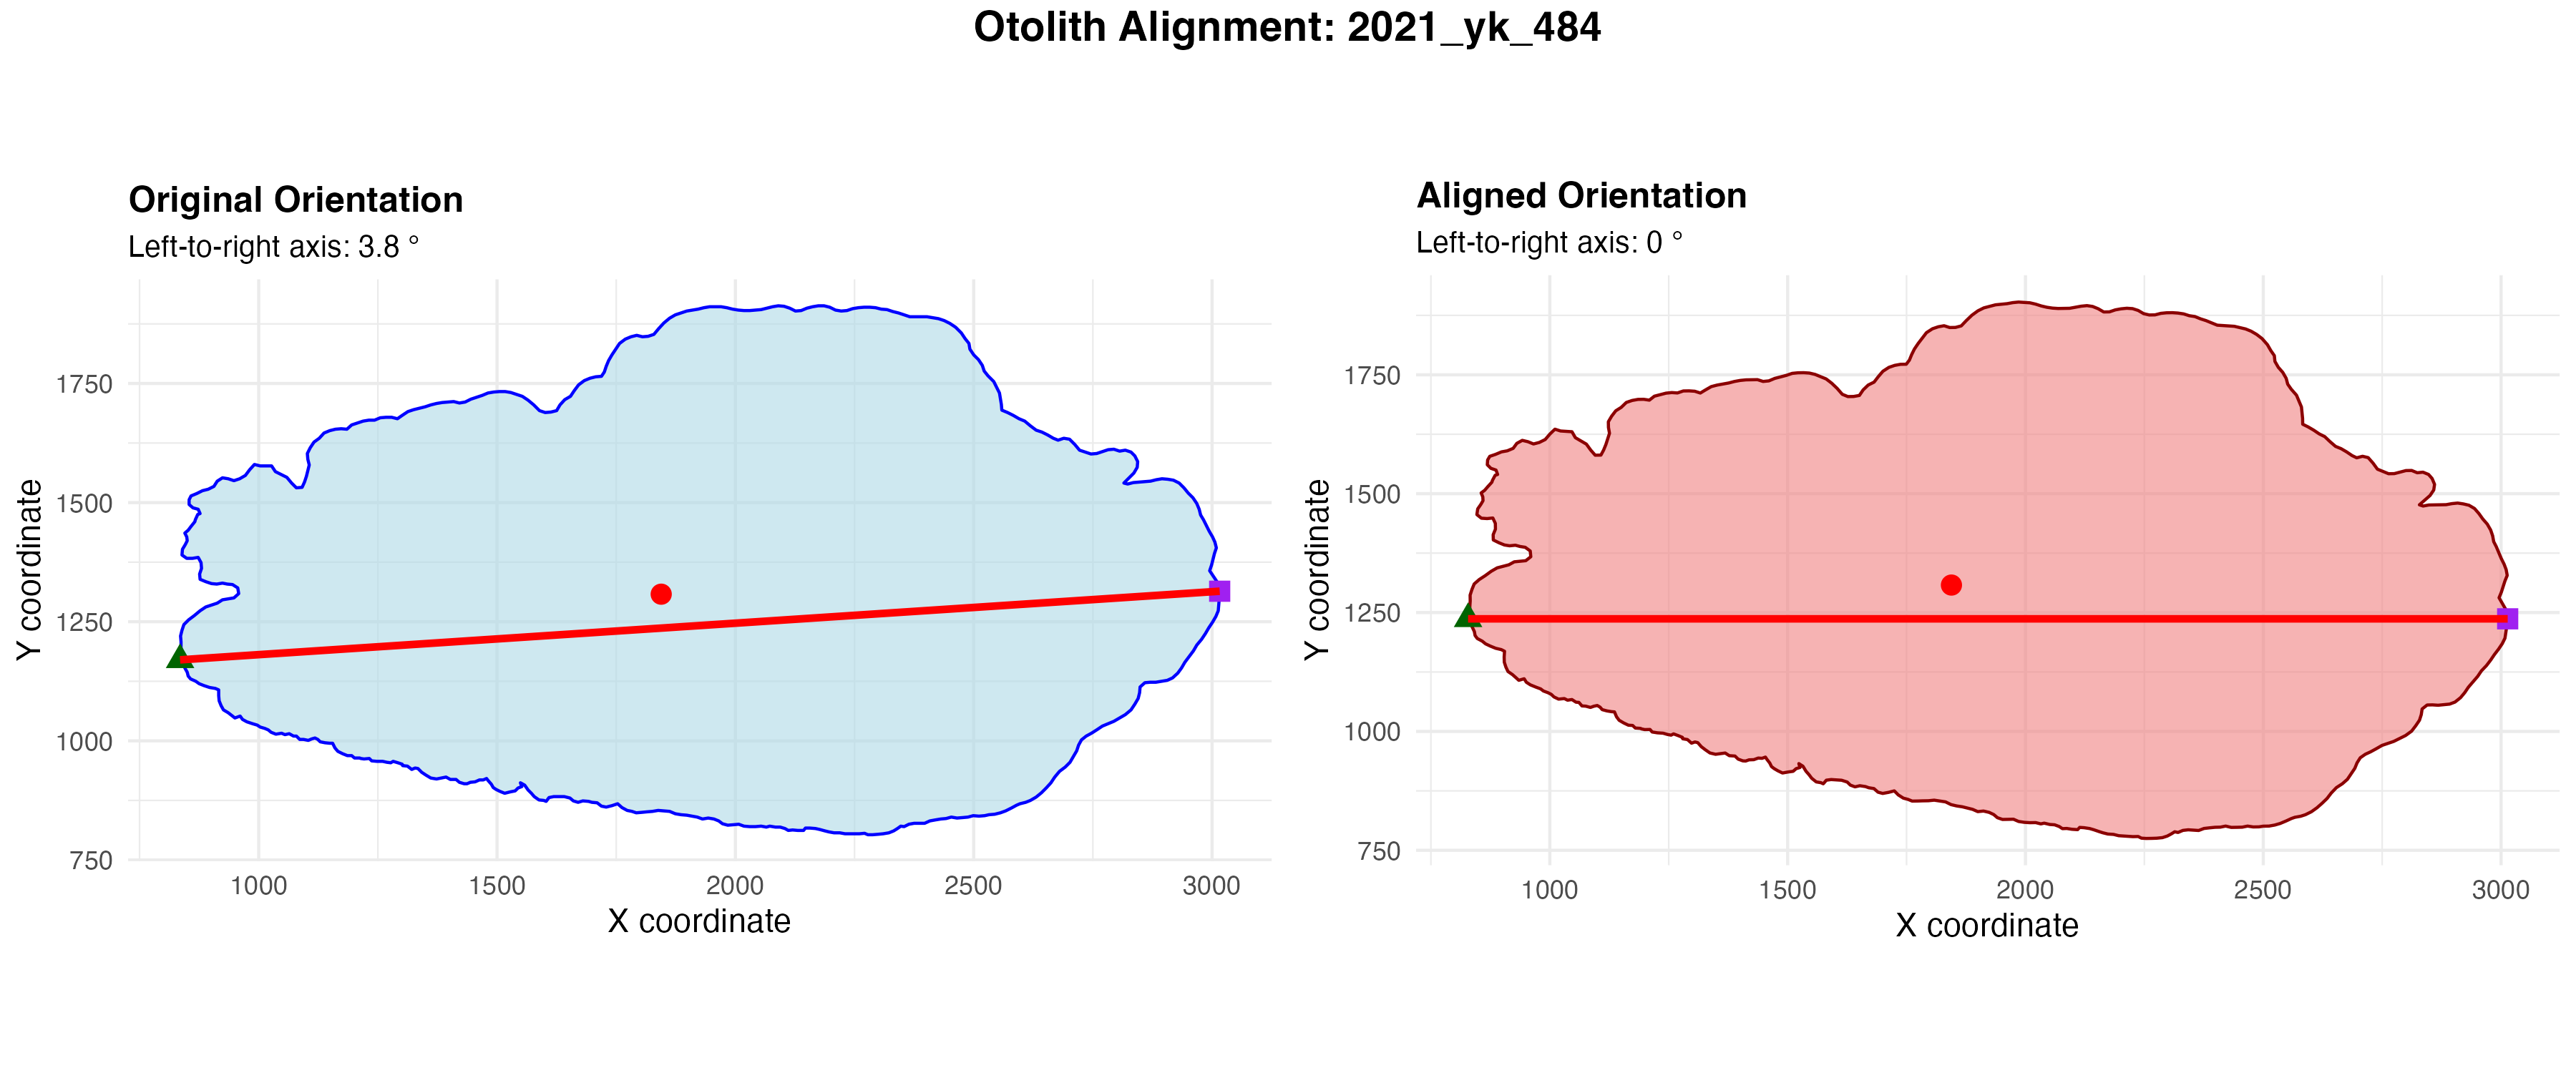 Otolith Alignment: 2021_yk_484
Original Orientation
Left-to-right axis: 3.8 °
Y coordinate
1750
1500
1250
1000
750
1000 1500 2000 2500 3000
X coordinate
Aligned Orientation
Left-to-right axis: 0 °
Y coordinate
1750
1500
1250
1000
750
1000 1500 2000 2500 3000
X coordinate